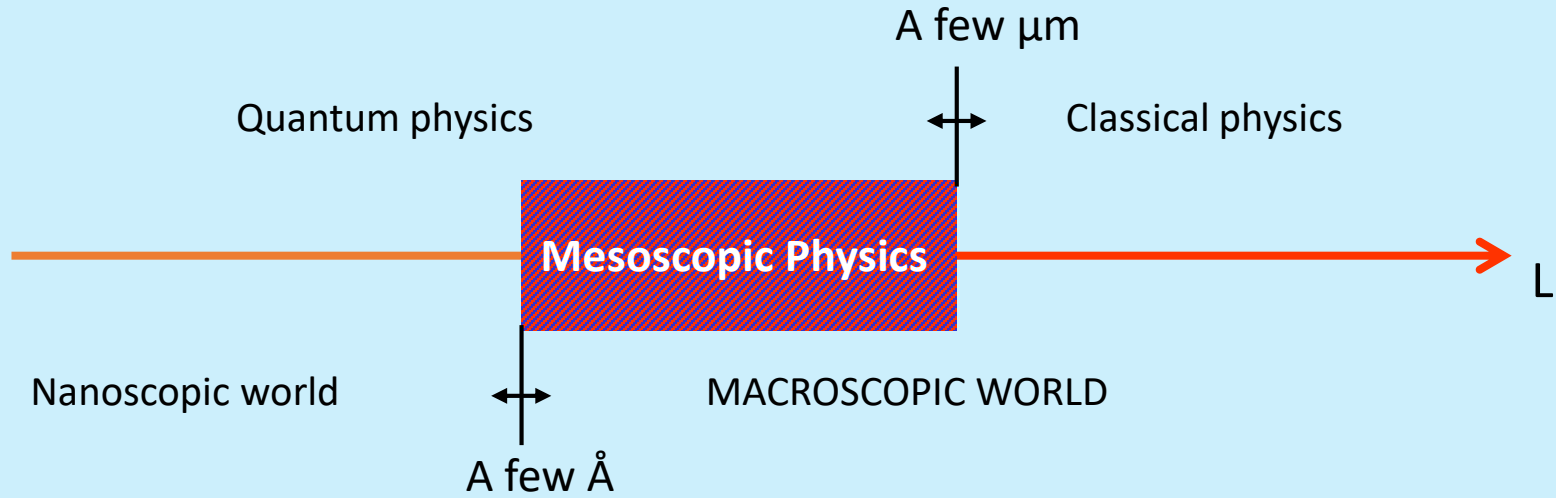 A few μm
Quantum physics
Classical physics
Mesoscopic Physics
L
Nanoscopic world
MACROSCOPIC WORLD
A few Å